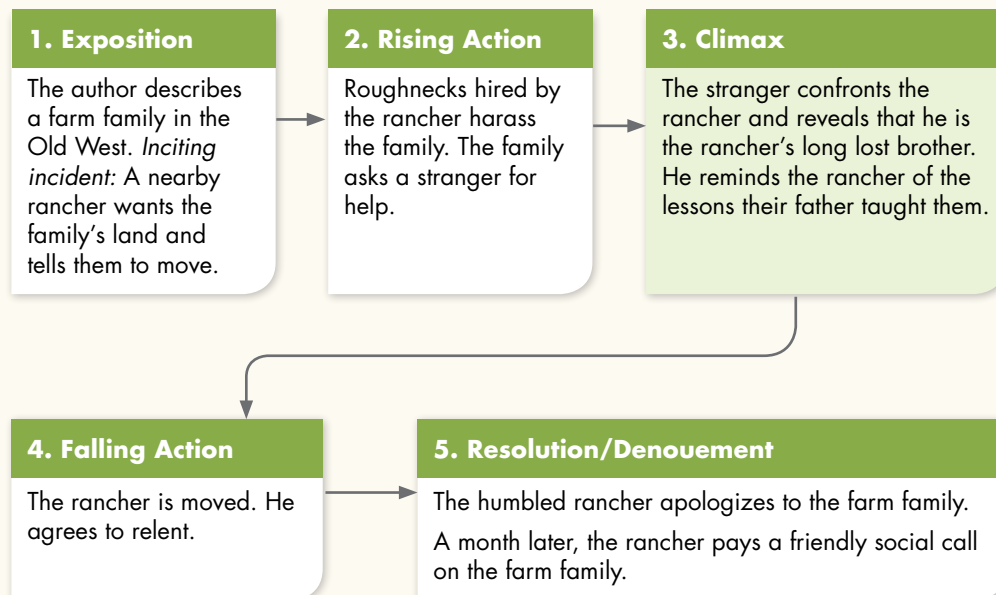 1. Exposition
The author describes
a farm family in the
Old West. Inciting
incident: A nearby
rancher wants the
family's land and
tells them to move.
2. Rising Action
Roughnecks hired by
the rancher harass
the family. The family
asks a stranger for
help.
3. Climax
The stranger confronts the
rancher and reveals that he is
the rancher's long lost brother.
He reminds the rancher of the
lessons their father taught them.
4. Falling Action
The rancher is moved. He
agrees to relent.
5. Resolution/Denouement
The humbled rancher apologizes to the farm family.
A month later, the rancher pays a friendly social call
on the farm family.